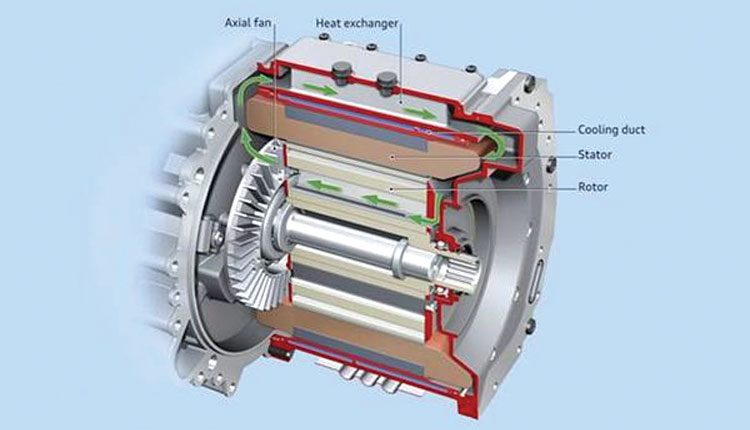 Axial fan
Heat exchanger
Cooling duct
Stator
Rotor